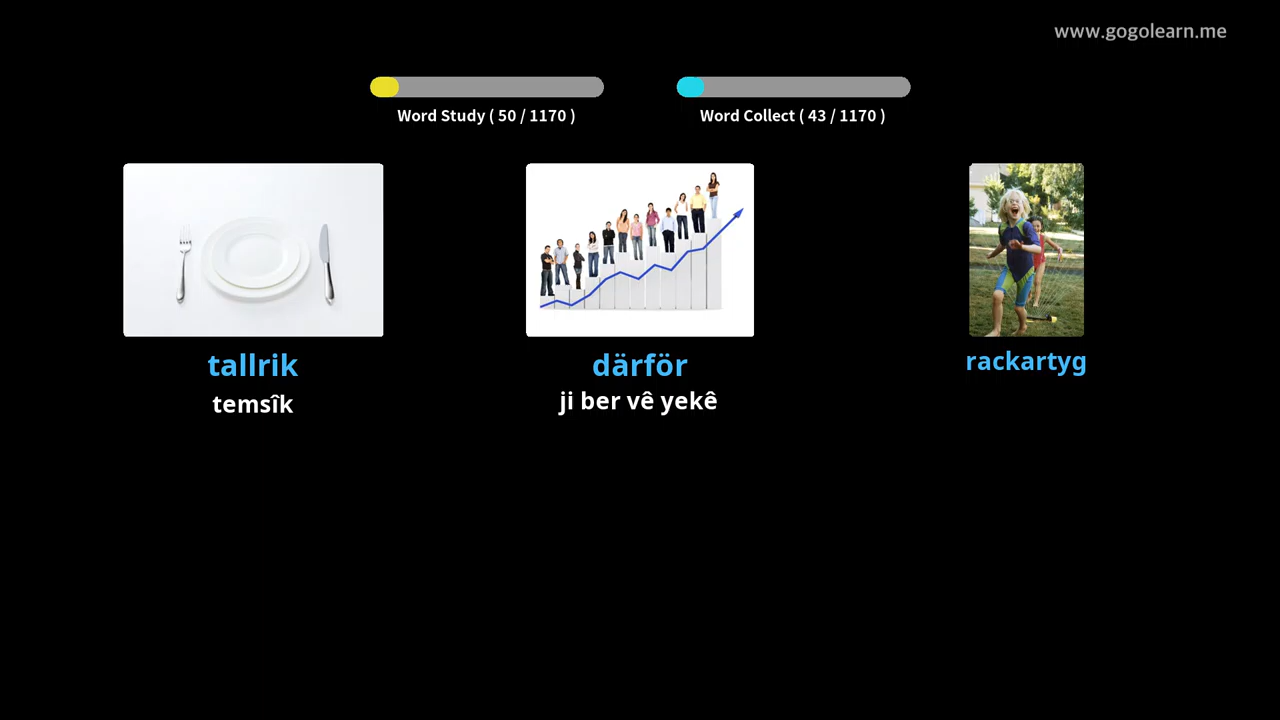 www.gogolearn.me
Word Study ( 50 / 1170 )
Word Collect ( 43 / 1170 )
tallrik
temsîk
därför
ji ber vê yekê
rackartyg